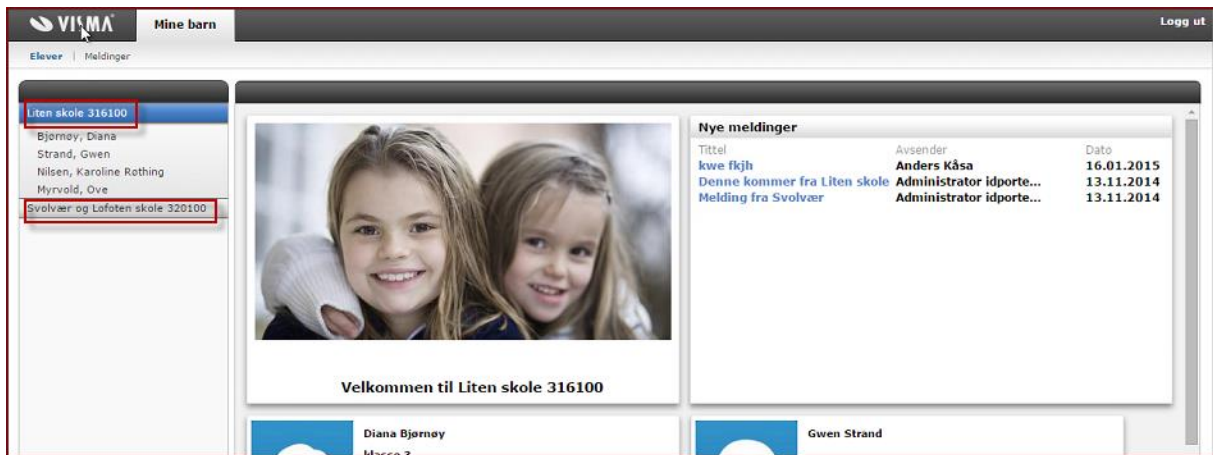 VISMA
Mine barn
Logg ut
Elever | Meldinger
Liten skole 316100
Bjørnøy, Diana
Strand, Gwen
Nilsen, Karoline Rothing
Myrvold, Ove
Svolvær og Lofoten skole 320100
Velkommen til Liten skole 316100
Nye meldinger
Tittel Avsender Dato
kwe fkjh Anders Kåsa 16.01.2015
Denne kommer fra Liten skole Administrator idporte... 13.11.2014
Melding fra Svolvær Administrator idporte... 13.11.2014
Diana Bjørnøy
klasse 3
Gwen Strand